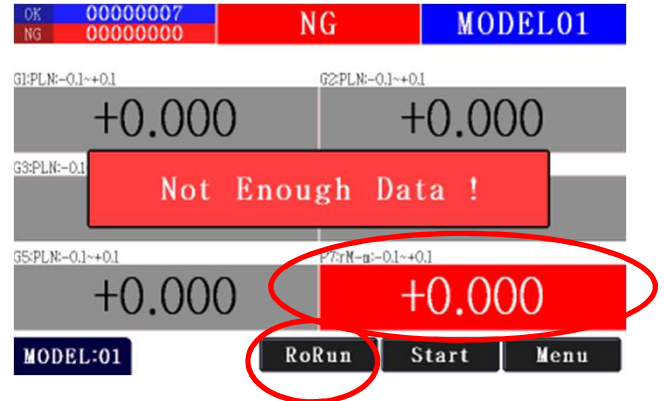 OK 00000007
NG 00000000
NG
MODEL01
G1:PLN:-0.1~+0.1
G2:PLN:-0.1~+0.1
+0.000
+0.000
G3:PLN:-0.1
Not Enough Data !
G5:PLN:-0.1~+0.1
P7:rM-m:-0.1~+0.1
+0.000
+0.000
MODEL:01
RoRun
Start
Menu